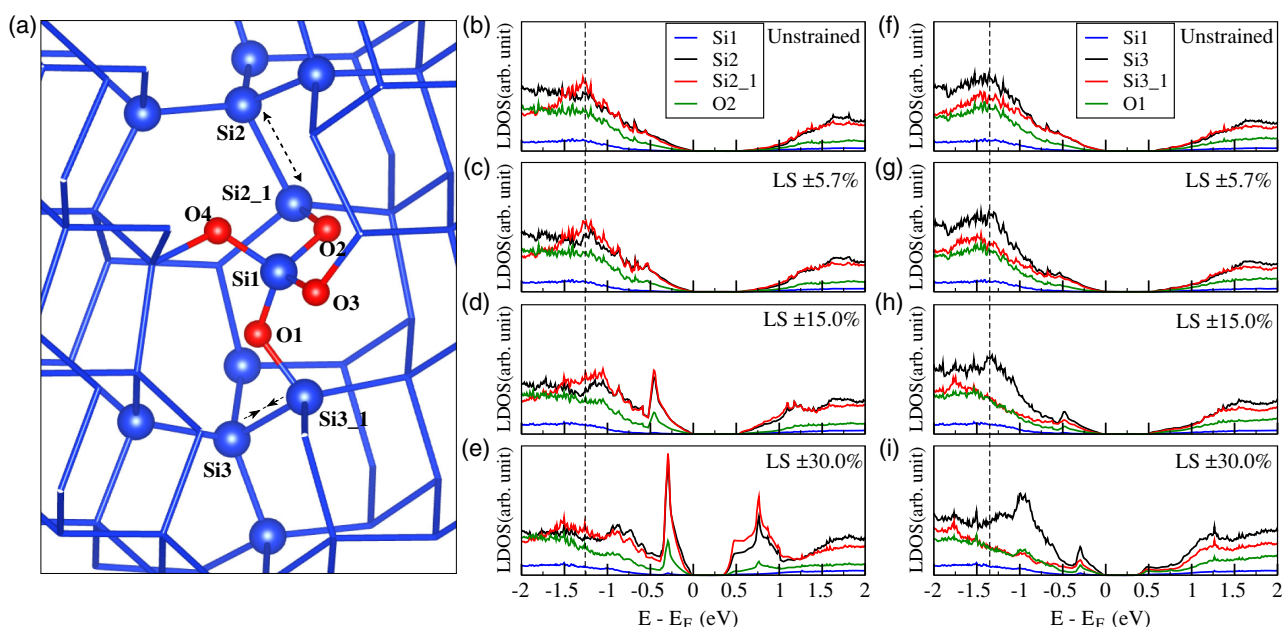 (a)
Si2
Si2_1
O4
O2
Si1
O3
O1
Si3_1
Si3
(b)
Unstrained
Si1
Si2
Si2_1
O2
LDOS(arb. unit)
(c)
LS ±5.7%
LDOS(arb. unit)
(d)
LS ±15.0%
LDOS(arb. unit)
(e)
LS ±30.0%
LDOS(arb. unit)
-2 -1.5 -1 -0.5 0 0.5 1 1.5 2
E - E_F (eV)
(f)
Unstrained
Si1
Si3
Si3_1
O1
LDOS(arb. unit)
(g)
LS ±5.7%
LDOS(arb. unit)
(h)
LS ±15.0%
LDOS(arb. unit)
(i)
LS ±30.0%
LDOS(arb. unit)
-2 -1.5 -1 -0.5 0 0.5 1 1.5 2
E - E_F (eV)